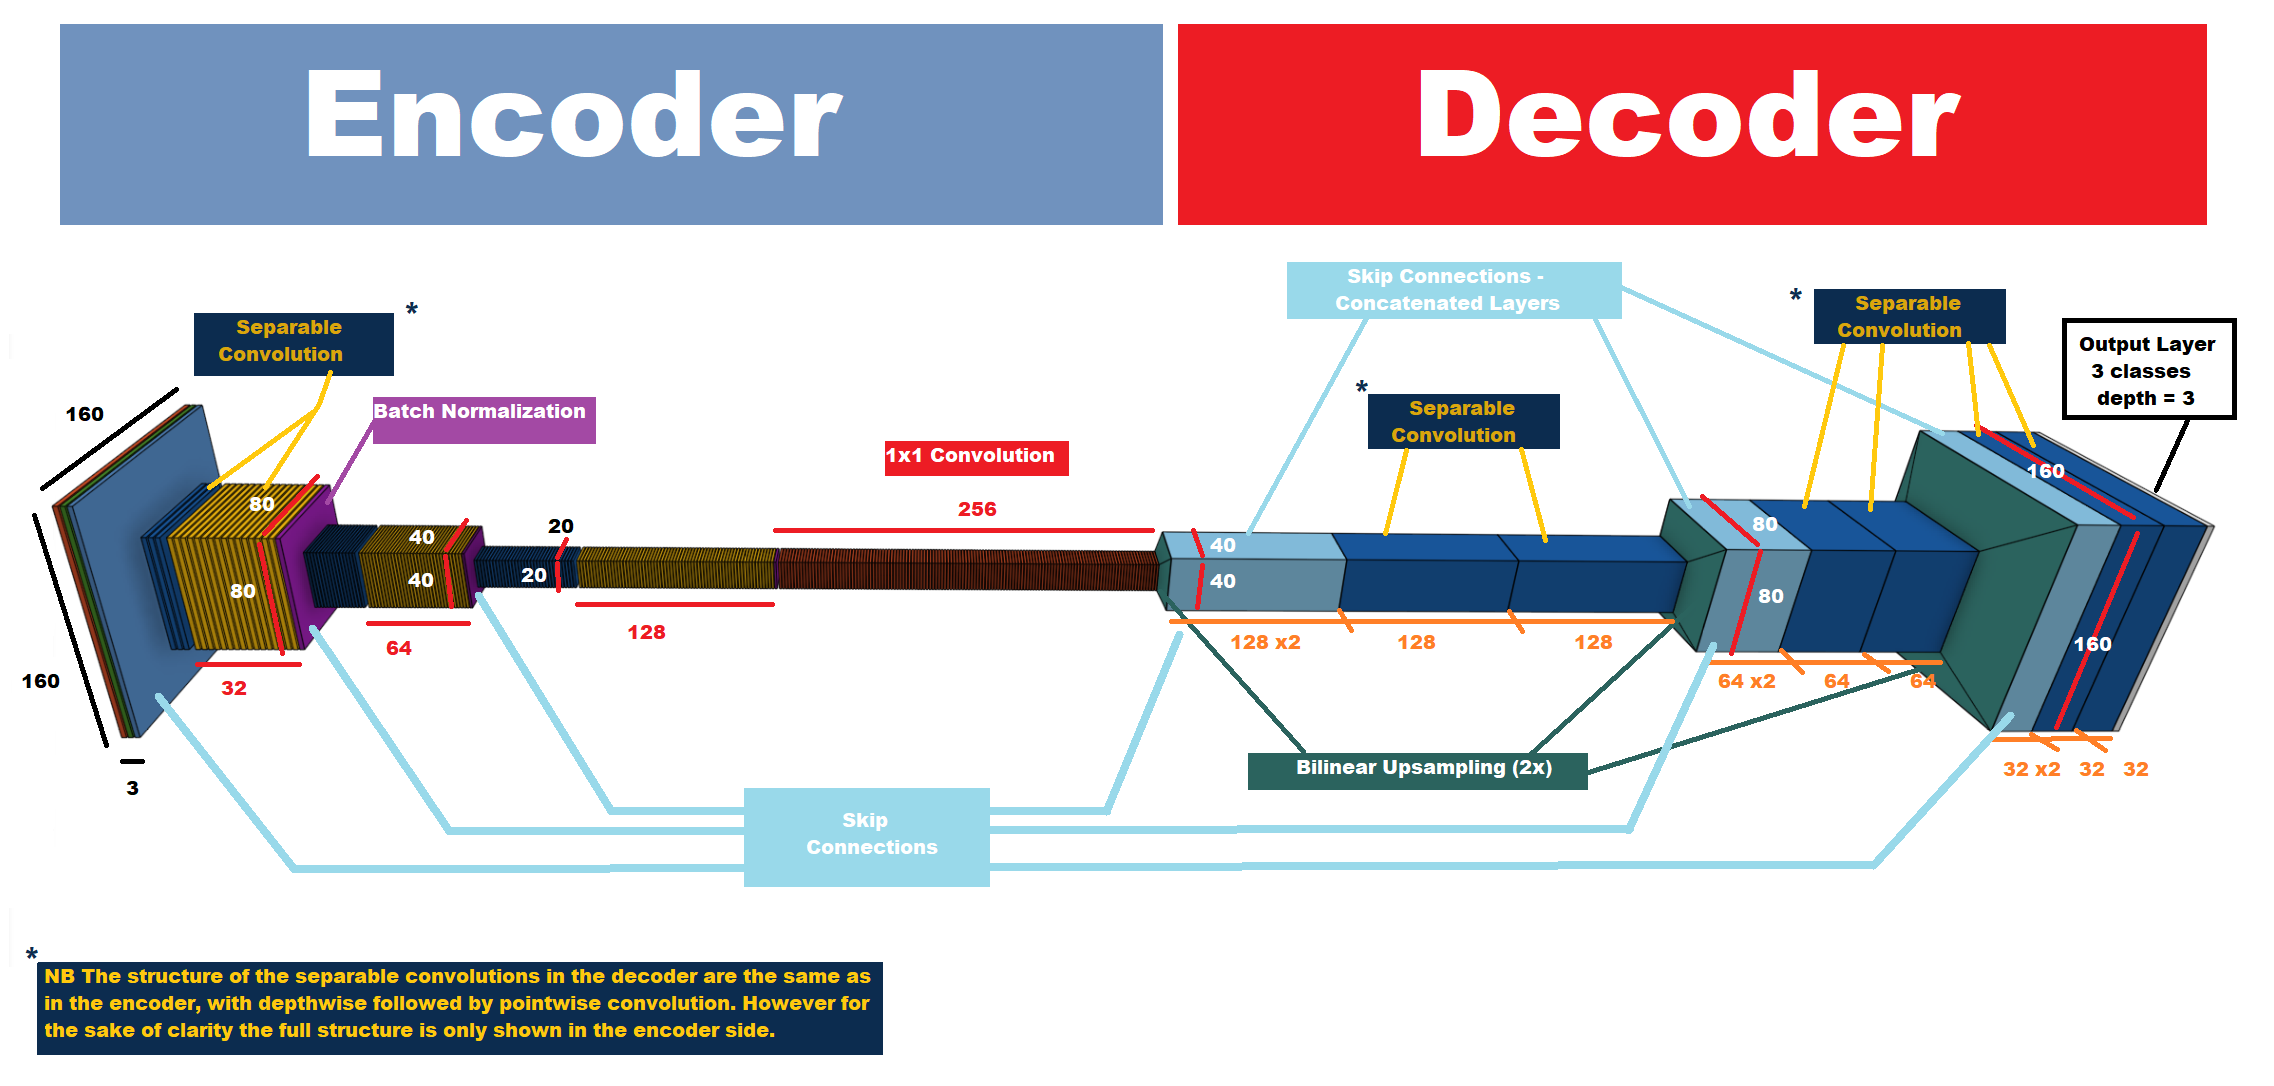 Encoder
Decoder
Skip Connections -
Concatenated Layers
*
Separable
Convolution
*
Separable
Convolution
Output Layer
3 classes
depth = 3
160
Batch Normalization
*
Separable
Convolution
1x1 Convolution
256
80
80
40
40
20
20
40
40
80
80
160
160
160
3
32
64
128
128 x2
128
128
64 x2
64
64
32 x2
32
32
Bilinear Upsampling (2x)
Skip
Connections
*
NB The structure of the separable convolutions in the decoder are the same as
in the encoder, with depthwise followed by pointwise convolution. However for
the sake of clarity the full structure is only shown in the encoder side.